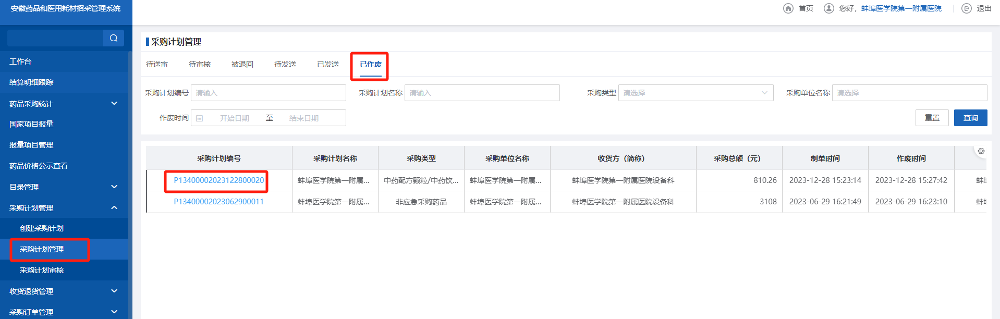 安徽药品和医用耗材招采管理系统
首页
您好，蚌埠医学院第一附属医院
退出
工作台
结算明细跟踪
药品采购统计
国家项目报量
报量项目管理
药品价格公示查看
目录管理
采购计划管理
创建采购计划
采购计划管理
采购计划审核
收货退货管理
采购订单管理
采购计划管理
待送审 待审核 被退回 待发送 已发送 已作废
采购计划编号 请输入 采购计划名称 请输入 采购类型 请选择 采购单位名称 请选择
作废时间 开始日期 至 结束日期 重置 查询
采购计划编号 采购计划名称 采购类型 采购单位名称 收货方（简称） 采购总额（元） 制单时间 作废时间
P13400002023122800020 蚌埠医学院第一附属... 中药配方颗粒/中药饮... 蚌埠医学院第一附属... 蚌埠医学院第一附属医院设备科 810.26 2023-12-28 15:23:14 2023-12-28 15:27:42 蚌
P13400002023062900011 蚌埠医学院第一附属... 非应急采购药品 蚌埠医学院第一附属... 蚌埠医学院第一附属医院设备科 3108 2023-06-29 16:21:49 2023-06-29 16:23:10 蚌